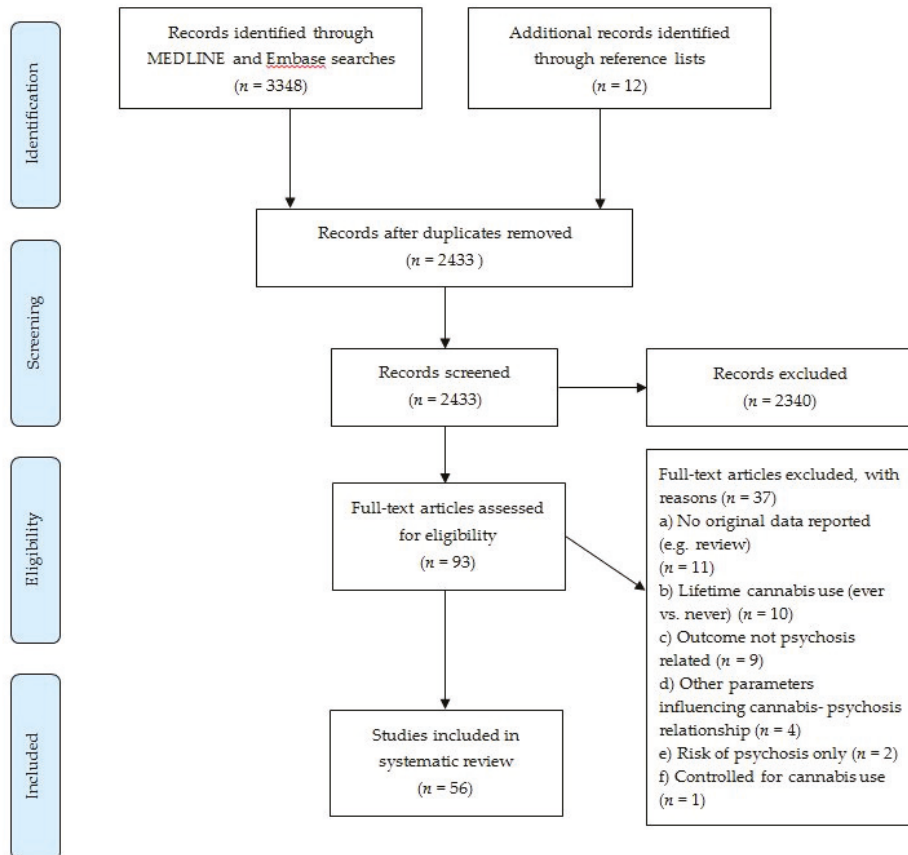 Identification
Records identified through
MEDLINE and Embase searches
(n = 3348)
Additional records identified
through reference lists
(n = 12)
Records after duplicates removed
(n = 2433 )
Screening
Records screened
(n = 2433)
Records excluded
(n = 2340)
Eligibility
Full-text articles assessed
for eligibility
(n = 93)
Full-text articles excluded, with
reasons (n = 37)
a) No original data reported
(e.g. review)
(n = 11)
b) Lifetime cannabis use (ever
vs. never) (n = 10)
c) Outcome not psychosis
related (n = 9)
d) Other parameters
influencing cannabis- psychosis
relationship (n = 4)
e) Risk of psychosis only (n = 2)
f) Controlled for cannabis use
(n = 1)
Included
Studies included in
systematic review
(n = 56)